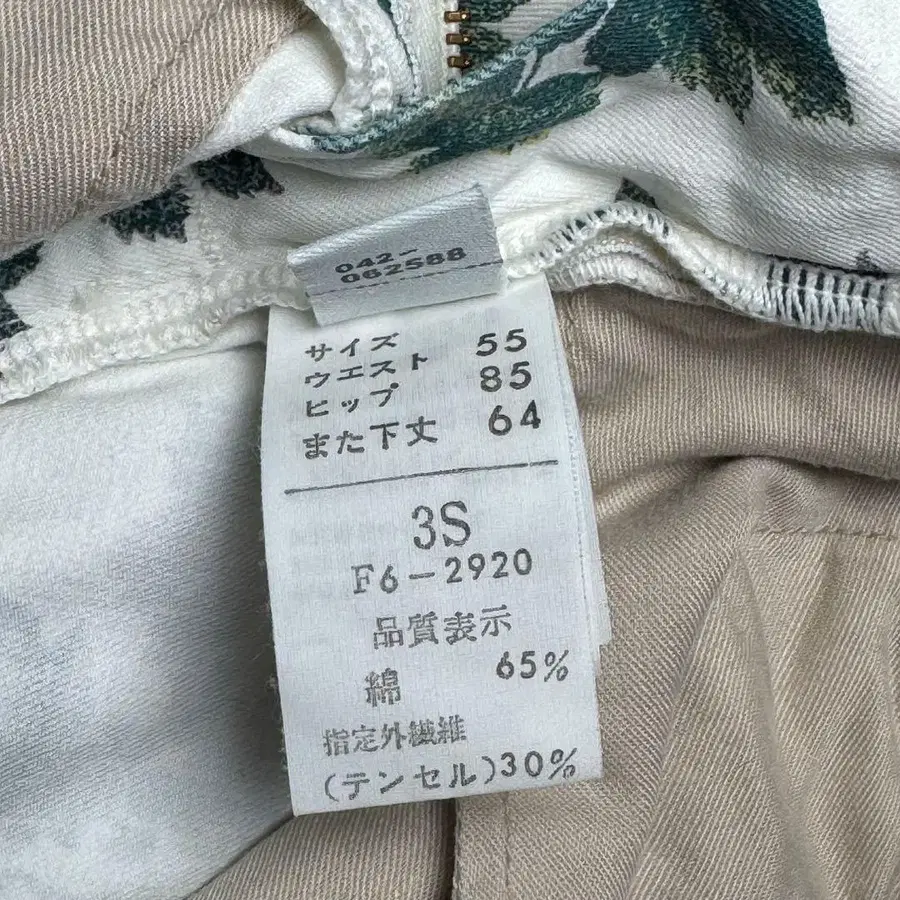 042-
062588
サイズ 55
ウエスト 85
ヒップ 64
また下丈
3S
F6-2920
品質表示
綿 65%
指定外繊維
(テンセル)30%